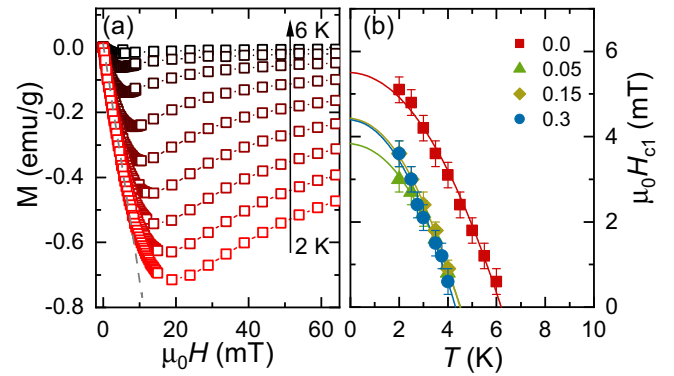 (a)
6 K
2 K
0.0
-0.2
-0.4
-0.6
-0.8
M (emu/g)
0 20 40 60
μ₀H (mT)
(b)
0.0
0.05
0.15
0.3
6
4
2
0
μ₀Hc1 (mT)
0 2 4 6 8 10
T (K)